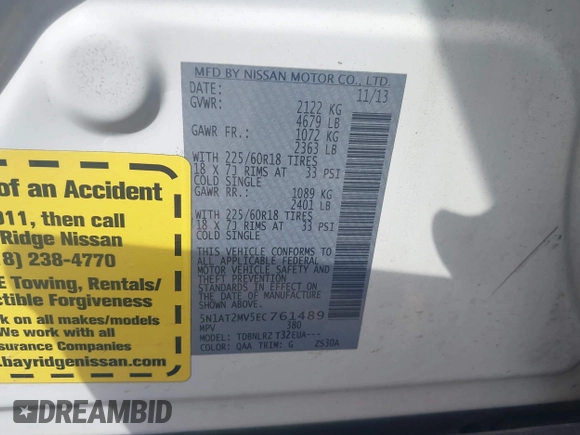 MFD BY NISSAN MOTOR CO., LTD.
DATE: 11/13
GVWR: 2122 KG
4679 LB
GAWR FR.: 1072 KG
2363 LB
WITH 225/60R18 TIRES
18 X 7J RIMS AT 33 PSI
COLD SINGLE
GAWR RR.: 1089 KG
2401 LB
WITH 225/60R18 TIRES
18 X 7J RIMS AT 33 PSI
COLD SINGLE
THIS VEHICLE CONFORMS TO
ALL APPLICABLE FEDERAL
MOTOR VEHICLE SAFETY AND
THEFT PREVENTION
STANDARDS IN EFFECT ON
THE DATE OF MANUFACTURE
SHOWN ABOVE.
5N1AT2MV5EC761489
MPV 380
MODEL: TDBNLRZ T32EUA---
COLOR: QAA TRIM: G 2S30A
of an Accident
911, then call
Ridge Nissan
8) 238-4770
E Towing, Rentals/
ctible Forgiveness
rk on all makes/models
We
surance Companies
.bayridgenissan.com
DREAMBID